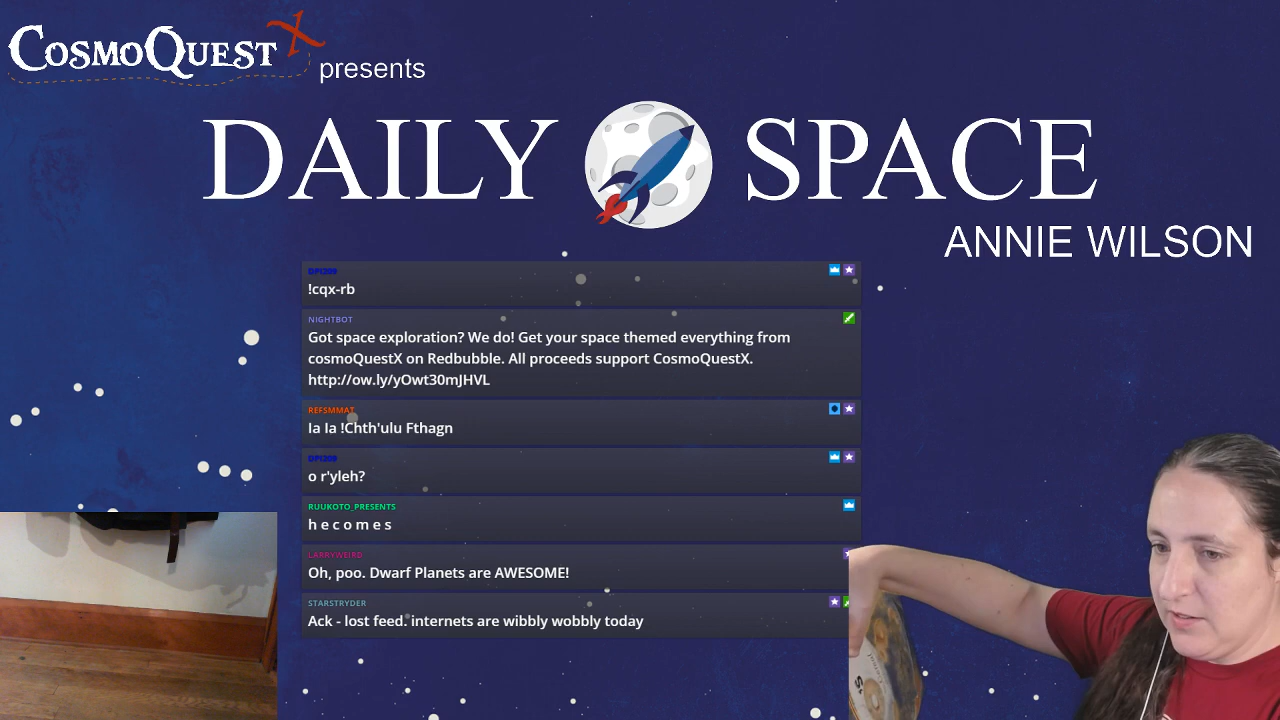 COSMOQUEST X
presents
DAILY SPACE
ANNIE WILSON
DPI209
!cqx-rb
NIGHTBOT
Got space exploration? We do! Get your space themed everything from
cosmoQuestX on Redbubble. All proceeds support CosmoQuestX.
http://ow.ly/yOwt30mJHVL
REFSMMAT
Ia Ia !Chth'ulu Fthagn
DPI209
o r'yleh?
RUUKOTO_PRESENTS
h e c o m e s
LARRYWEIRD
Oh, poo. Dwarf Planets are AWESOME!
STARSTRYDER
Ack - lost feed. internets are wibbly wobbly today